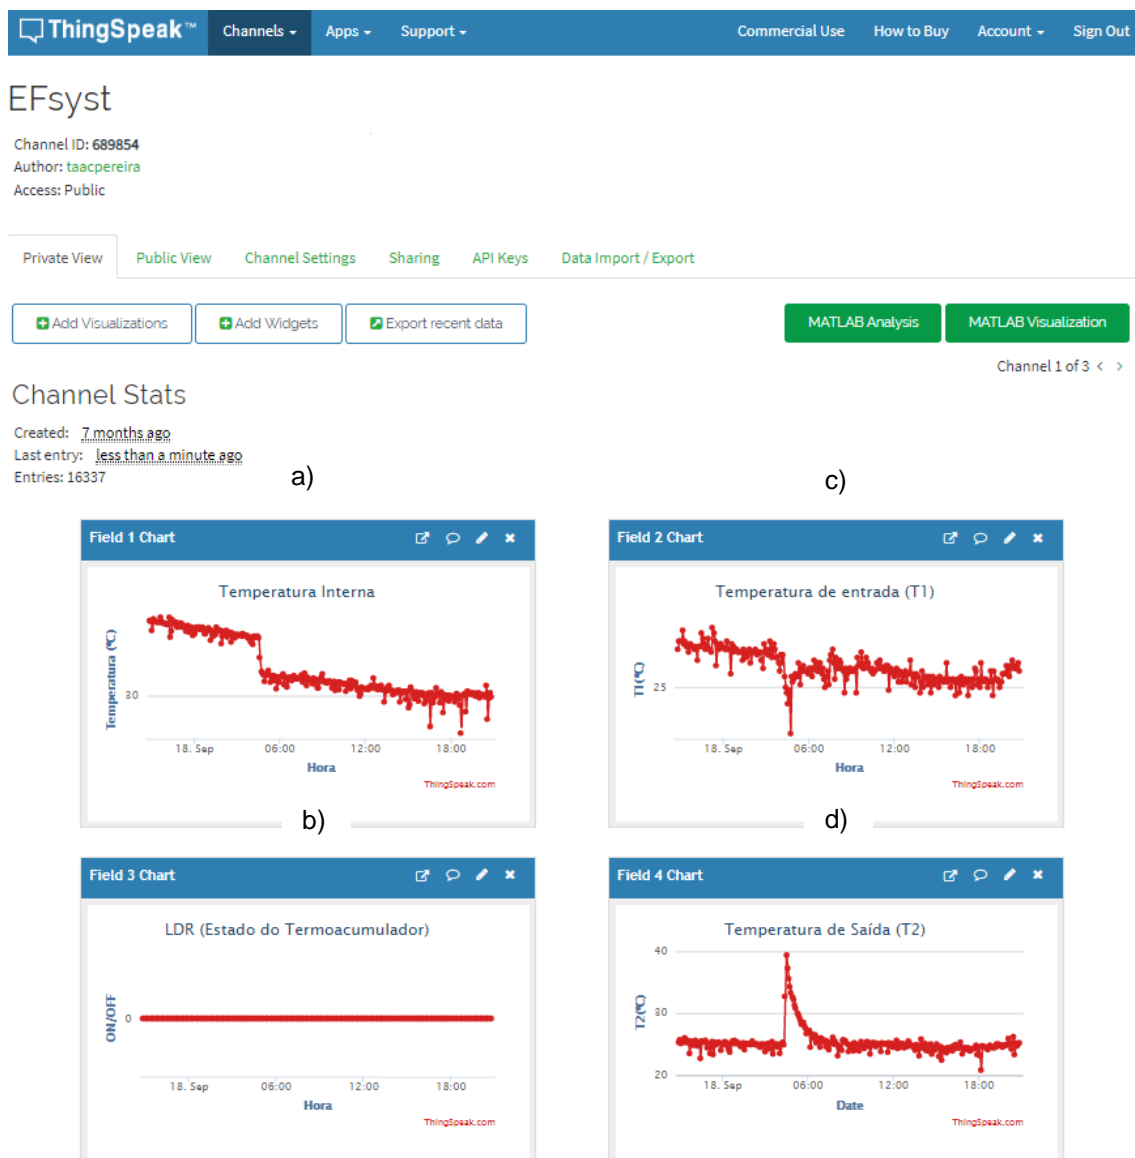 ThingSpeak™ Channels Apps Support Commercial Use How to Buy Account Sign Out
EFsyst
Channel ID: 689854
Author: taacpereira
Access: Public
Private View Public View Channel Settings Sharing API Keys Data Import / Export
Add Visualizations Add Widgets Export recent data MATLAB Analysis MATLAB Visualization
Channel 1 of 3 < >
Channel Stats
Created: 7 months ago
Last entry: less than a minute ago
Entries: 16337
a)
Field 1 Chart
Temperatura Interna
Temperatura (ºC)
30
18. Sep 06:00 12:00 18:00
Hora
ThingSpeak.com
c)
Field 2 Chart
Temperatura de entrada (T1)
T1(ºC)
25
18. Sep 06:00 12:00 18:00
Hora
ThingSpeak.com
b)
Field 3 Chart
LDR (Estado do Termoacumulador)
ON/OFF
0
18. Sep 06:00 12:00 18:00
Hora
ThingSpeak.com
d)
Field 4 Chart
Temperatura de Saída (T2)
T2(ºC)
40
30
20
18. Sep 06:00 12:00 18:00
Date
ThingSpeak.com